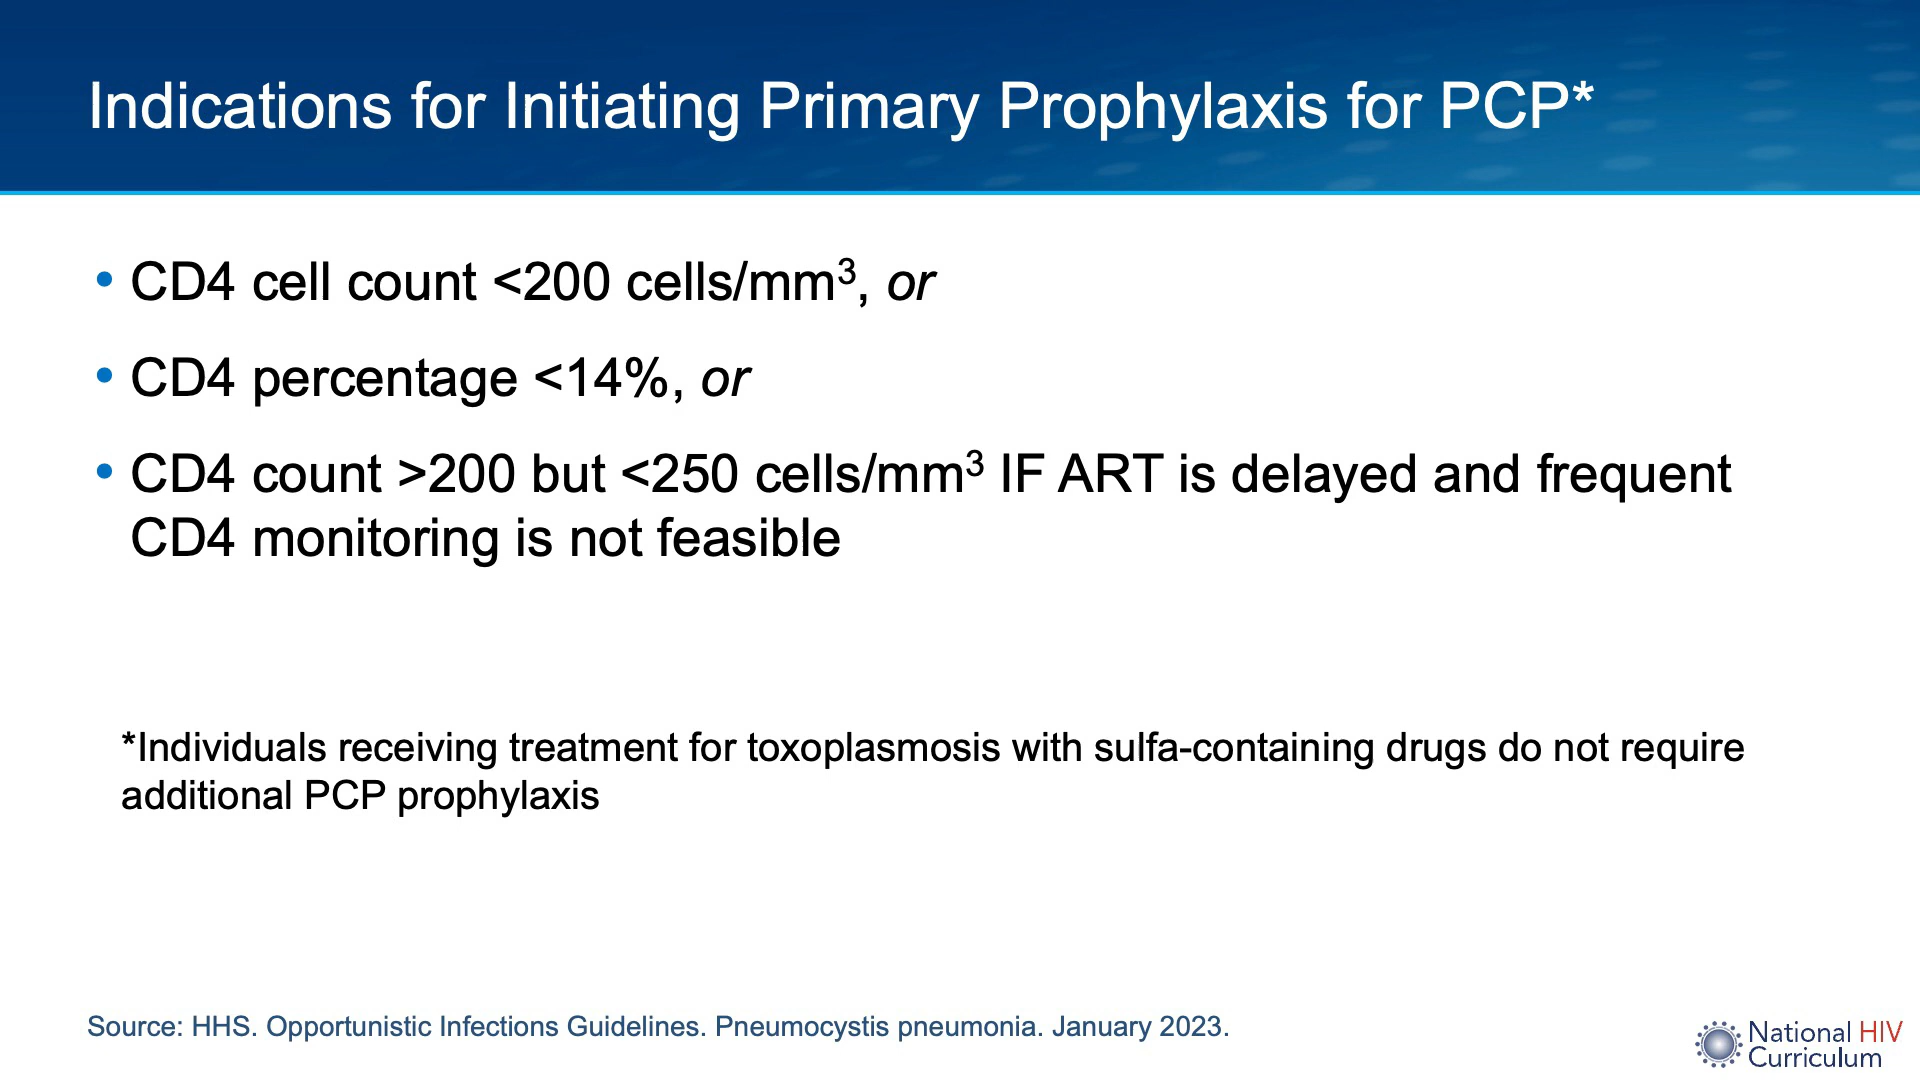 Indications for Initiating Primary Prophylaxis for PCP*
• CD4 cell count <200 cells/mm³, or
• CD4 percentage <14%, or
• CD4 count >200 but <250 cells/mm³ IF ART is delayed and frequent
CD4 monitoring is not feasible
*Individuals receiving treatment for toxoplasmosis with sulfa-containing drugs do not require
additional PCP prophylaxis
Source: HHS. Opportunistic Infections Guidelines. Pneumocystis pneumonia. January 2023.
National HIV
Curriculum